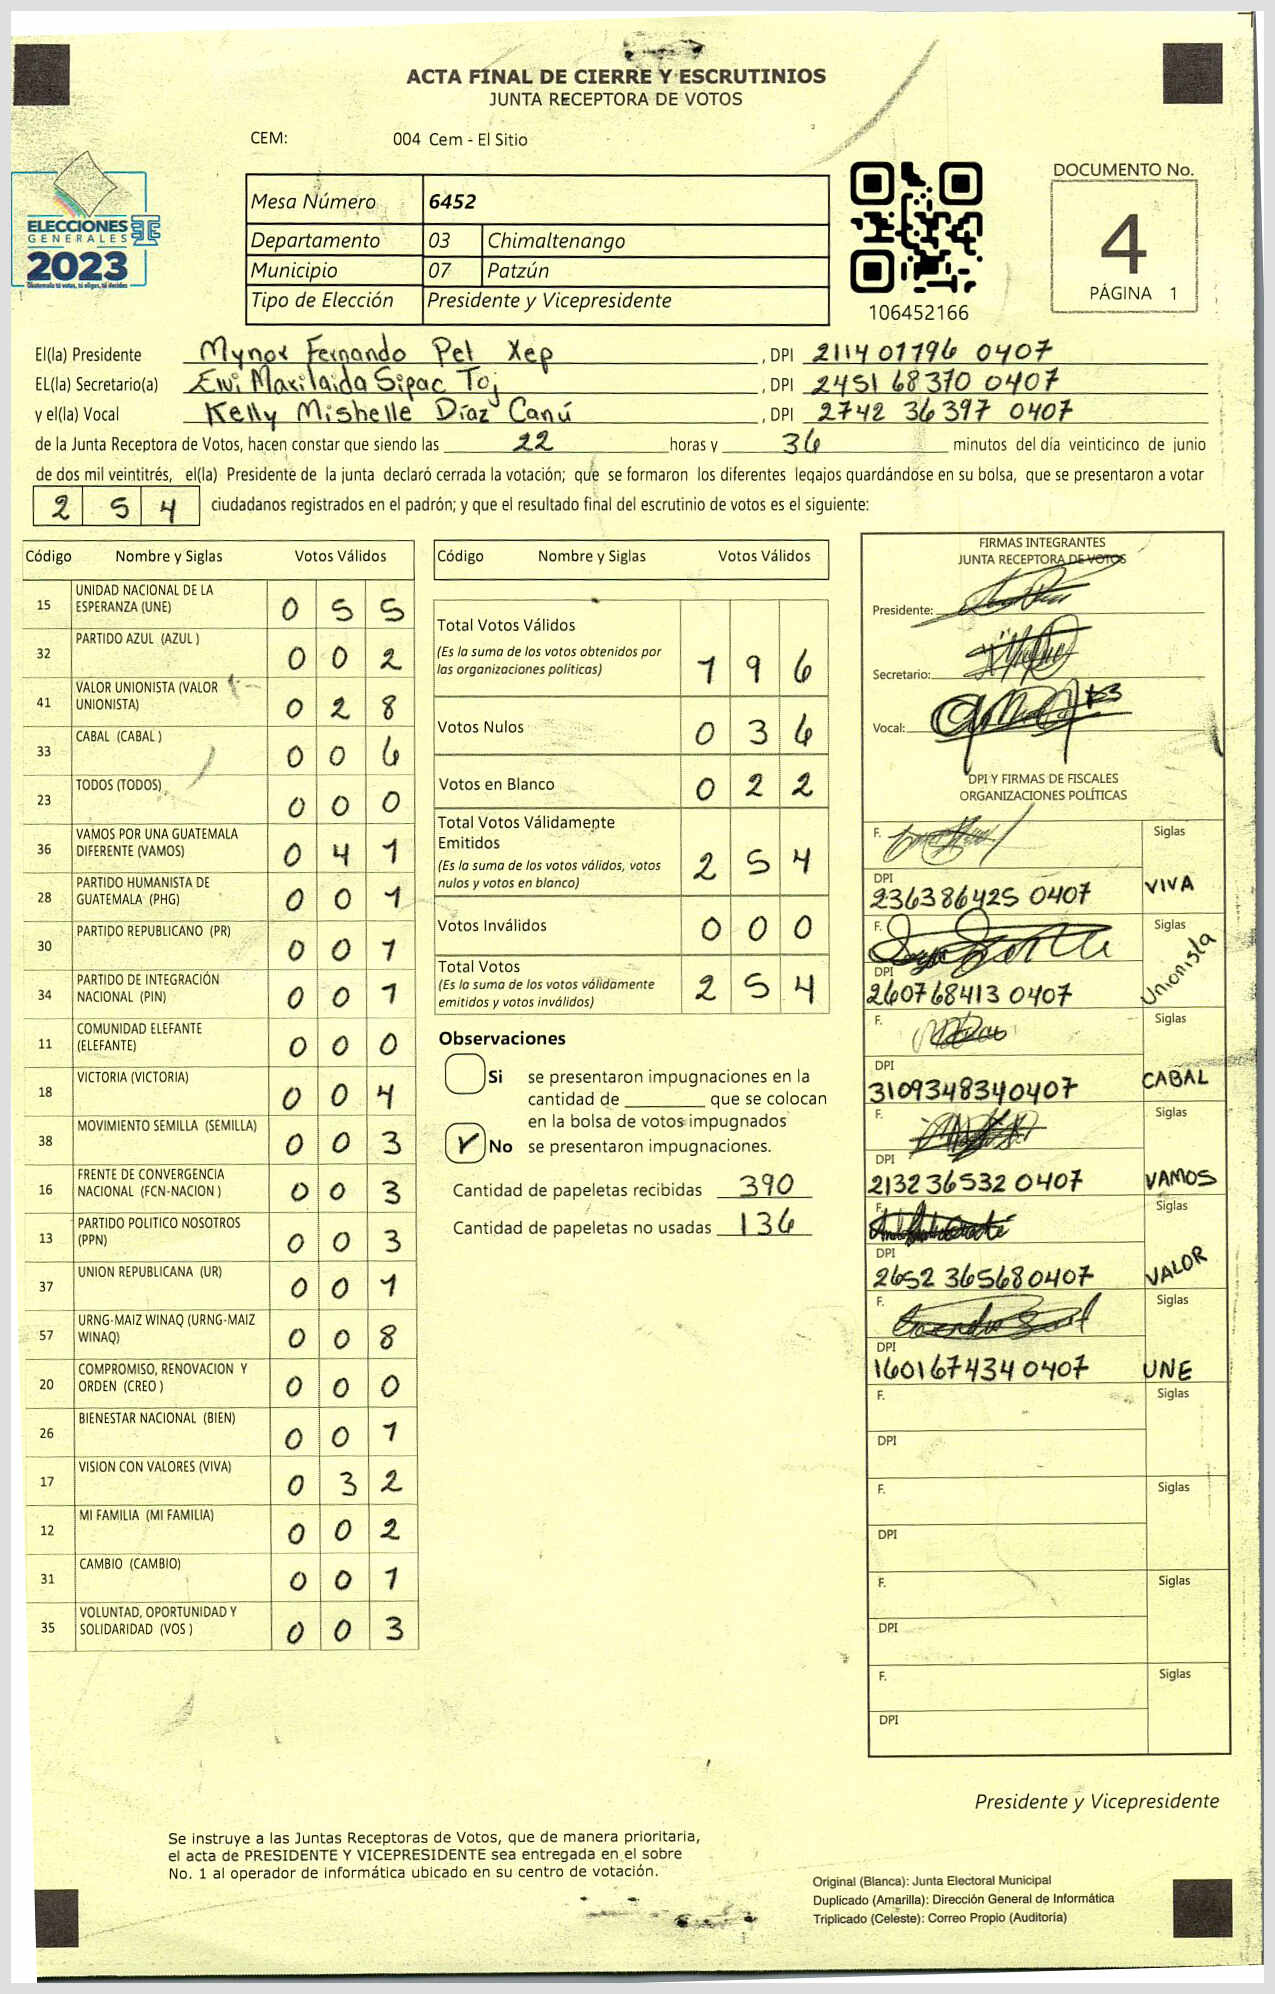 ACTA FINAL DE CIERRE Y ESCRUTINIOS
JUNTA RECEPTORA DE VOTOS
CEM: 004 Cem - El Sitio
ELECCIONES
GENERALES
2023
Guatemala tú votas, tú eliges, tú decides
Mesa Número 6452
Departamento 03 Chimaltenango
Municipio 07 Patzún
Tipo de Elección Presidente y Vicepresidente
106452166
DOCUMENTO No.
4
PÁGINA 1
El(la) Presidente Mynor Fernando Pel Xep, DPI 2114 01796 0407
EL(la) Secretario(a) Maxilaida Sipac Toj, DPI 2451 68370 0407
y el(la) Vocal Kelly Mishelle Díaz Canú, DPI 2742 36397 0407
de la Junta Receptora de Votos, hacen constar que siendo las 22 horas y 36 minutos del día veinticinco de junio
de dos mil veintitrés, el(la) Presidente de la junta declaró cerrada la votación; que se formaron los diferentes legajos guardándose en su bolsa, que se presentaron a votar
2 5 4 ciudadanos registrados en el padrón; y que el resultado final del escrutinio de votos es el siguiente:
Código Nombre y Siglas Votos Válidos
15 UNIDAD NACIONAL DE LA ESPERANZA (UNE) 0 5 5
32 PARTIDO AZUL (AZUL ) 0 0 2
41 VALOR UNIONISTA (VALOR UNIONISTA) 0 2 8
33 CABAL (CABAL ) 0 0 6
23 TODOS (TODOS) 0 0 0
36 VAMOS POR UNA GUATEMALA DIFERENTE (VAMOS) 0 4 1
28 PARTIDO HUMANISTA DE GUATEMALA (PHG) 0 0 1
30 PARTIDO REPUBLICANO (PR) 0 0 1
34 PARTIDO DE INTEGRACIÓN NACIONAL (PIN) 0 0 1
11 COMUNIDAD ELEFANTE (ELEFANTE) 0 0 0
18 VICTORIA (VICTORIA) 0 0 4
38 MOVIMIENTO SEMILLA (SEMILLA) 0 0 3
16 FRENTE DE CONVERGENCIA NACIONAL (FCN-NACION ) 0 0 3
13 PARTIDO POLITICO NOSOTROS (PPN) 0 0 3
37 UNION REPUBLICANA (UR) 0 0 1
57 URNG-MAIZ WINAQ (URNG-MAIZ WINAQ) 0 0 8
20 COMPROMISO, RENOVACION Y ORDEN (CREO ) 0 0 0
26 BIENESTAR NACIONAL (BIEN) 0 0 1
17 VISION CON VALORES (VIVA) 0 3 2
12 MI FAMILIA (MI FAMILIA) 0 0 2
31 CAMBIO (CAMBIO) 0 0 1
35 VOLUNTAD, OPORTUNIDAD Y SOLIDARIDAD (VOS ) 0 0 3
Código Nombre y Siglas Votos Válidos
Total Votos Válidos
(Es la suma de los votos obtenidos por
las organizaciones políticas) 1 9 6
Votos Nulos 0 3 6
Votos en Blanco 0 2 2
Total Votos Válidamente
Emitidos
(Es la suma de los votos válidos, votos
nulos y votos en blanco) 2 5 4
Votos Inválidos 0 0 0
Total Votos
(Es la suma de los votos válidamente
emitidos y votos inválidos) 2 5 4
Observaciones
Si se presentaron impugnaciones en la
cantidad de ________ que se colocan
en la bolsa de votos impugnados
No se presentaron impugnaciones.
Cantidad de papeletas recibidas 390
Cantidad de papeletas no usadas 136
FIRMAS INTEGRANTES
JUNTA RECEPTORA DE VOTOS
Presidente:
Secretario:
Vocal:
DPI Y FIRMAS DE FISCALES
ORGANIZACIONES POLÍTICAS
F. Siglas
DPI
236386425 0407 VIVA
F. Siglas
DPI
260768413 0407 Unionista
F. Siglas
DPI
3109348340407 CABAL
F. Siglas
DPI
213236532 0407 VAMOS
F. Siglas
DPI
2652 365680407 VALOR
F. Siglas
DPI
160167434 0407 UNE
F. Siglas
DPI
F. Siglas
DPI
F. Siglas
DPI
F. Siglas
DPI
Presidente y Vicepresidente
Se instruye a las Juntas Receptoras de Votos, que de manera prioritaria,
el acta de PRESIDENTE Y VICEPRESIDENTE sea entregada en el sobre
No. 1 al operador de informática ubicado en su centro de votación.
Original (Blanca): Junta Electoral Municipal
Duplicado (Amarilla): Dirección General de Informática
Triplicado (Celeste): Correo Propio (Auditoría)